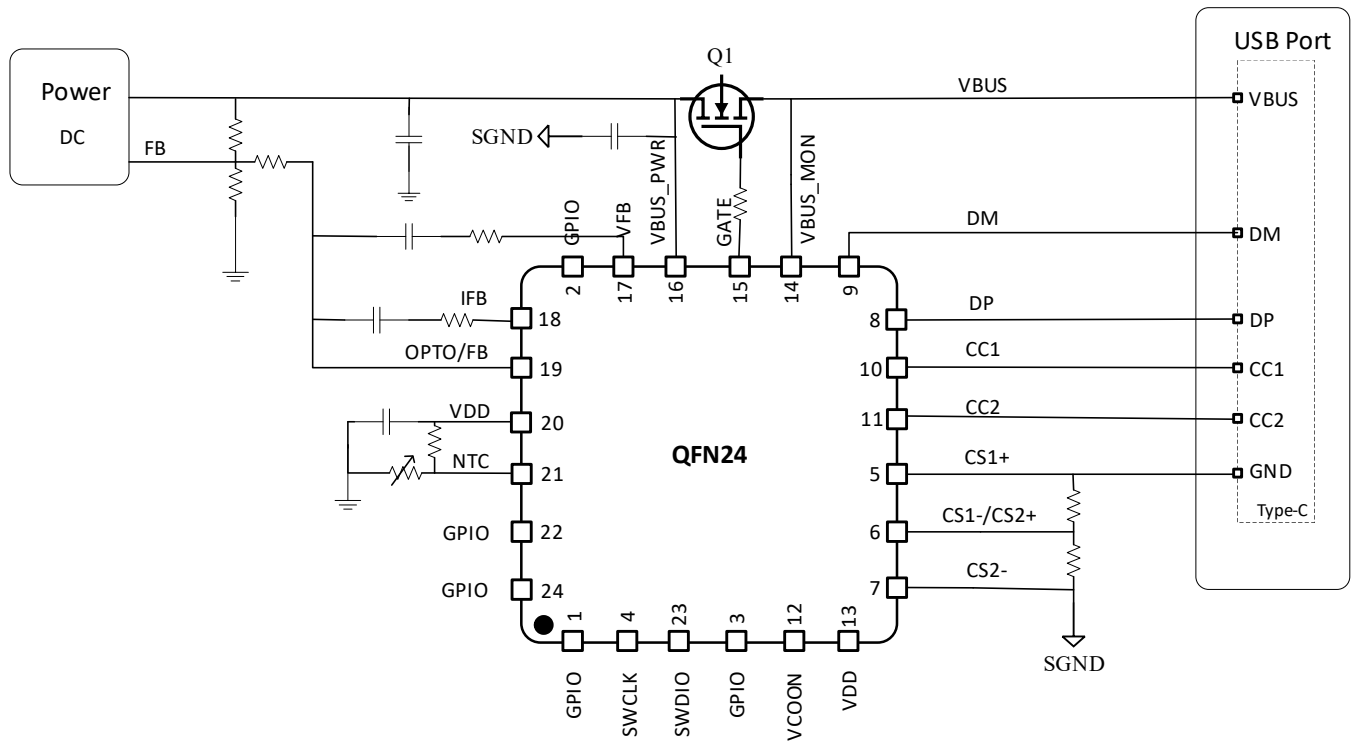 USB Port
Q1
Power
DC
FB
VBUS
VBUS
SGND
GPIO
VFB
VBUS_PWR
GATE
VBUS_MON
DM
DM
2
17
16
15
14
9
IFB
18
8
DP
DP
OPTO/FB
19
10
CC1
CC1
VDD
20
11
CC2
CC2
QFN24
NTC
21
5
CS1+
GND
Type-C
GPIO
22
6
CS1-/CS2+
GPIO
24
7
CS2-
1
4
23
3
12
13
SGND
GPIO
SWCLK
SWDIO
GPIO
VCOON
VDD